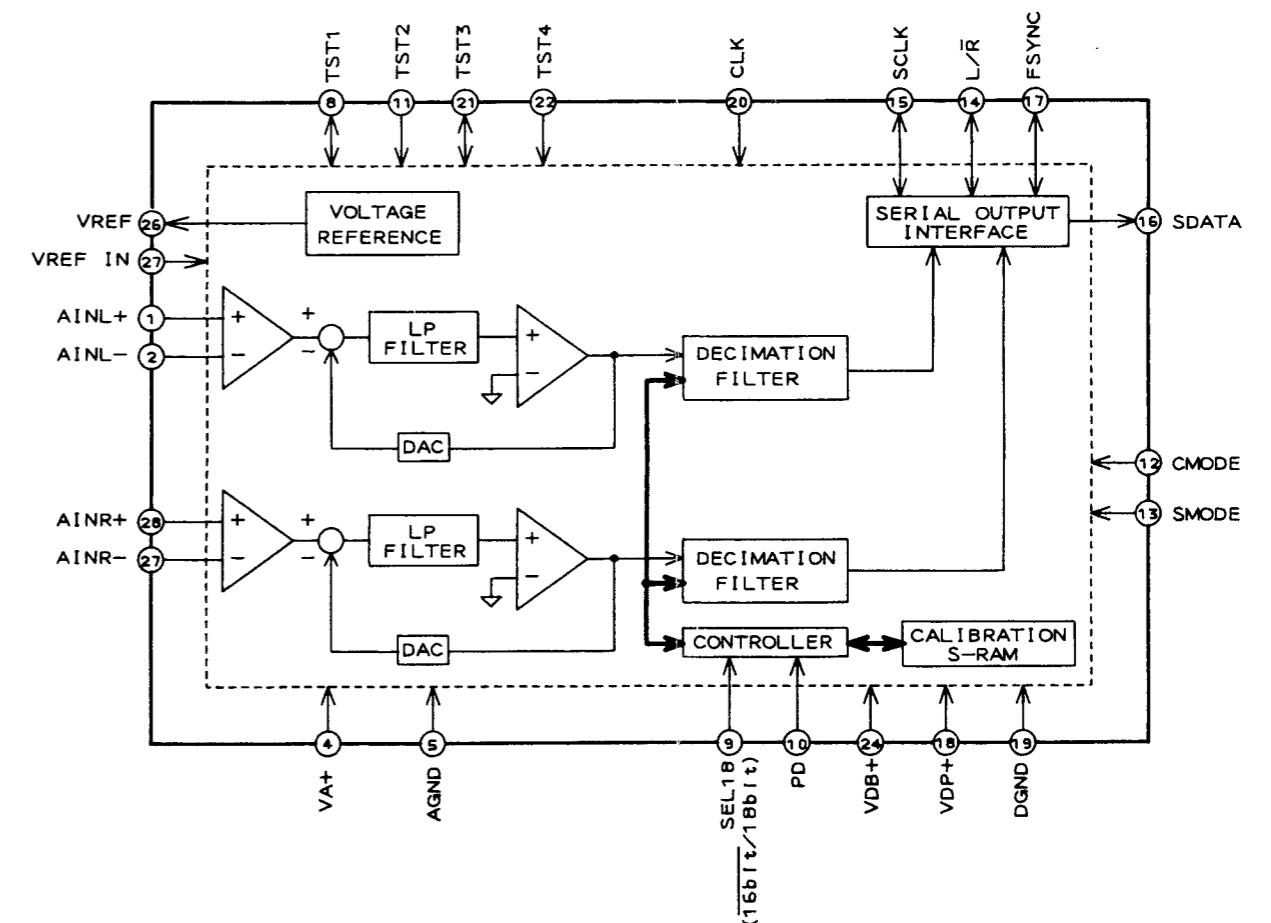 TST1
TST2
TST3
TST4
CLK
SCLK
L/R̅
FSYNC
8
11
21
22
20
15
14
17
VREF
26
VOLTAGE
REFERENCE
SERIAL OUTPUT
INTERFACE
16
SDATA
VREF IN
27
AINL+
1
+
+
LP
FILTER
+
DECIMATION
FILTER
AINL-
2
−
−
−
DAC
12
CMODE
13
SMODE
AINR+
28
+
+
LP
FILTER
+
DECIMATION
FILTER
AINR-
27
−
−
−
DAC
CONTROLLER
CALIBRATION
S-RAM
4
5
9
10
24
18
19
VA+
AGND
SEL18
(1̅6̅b̅i̅t̅/18bit)
PD
VDB+
VDP+
DGND